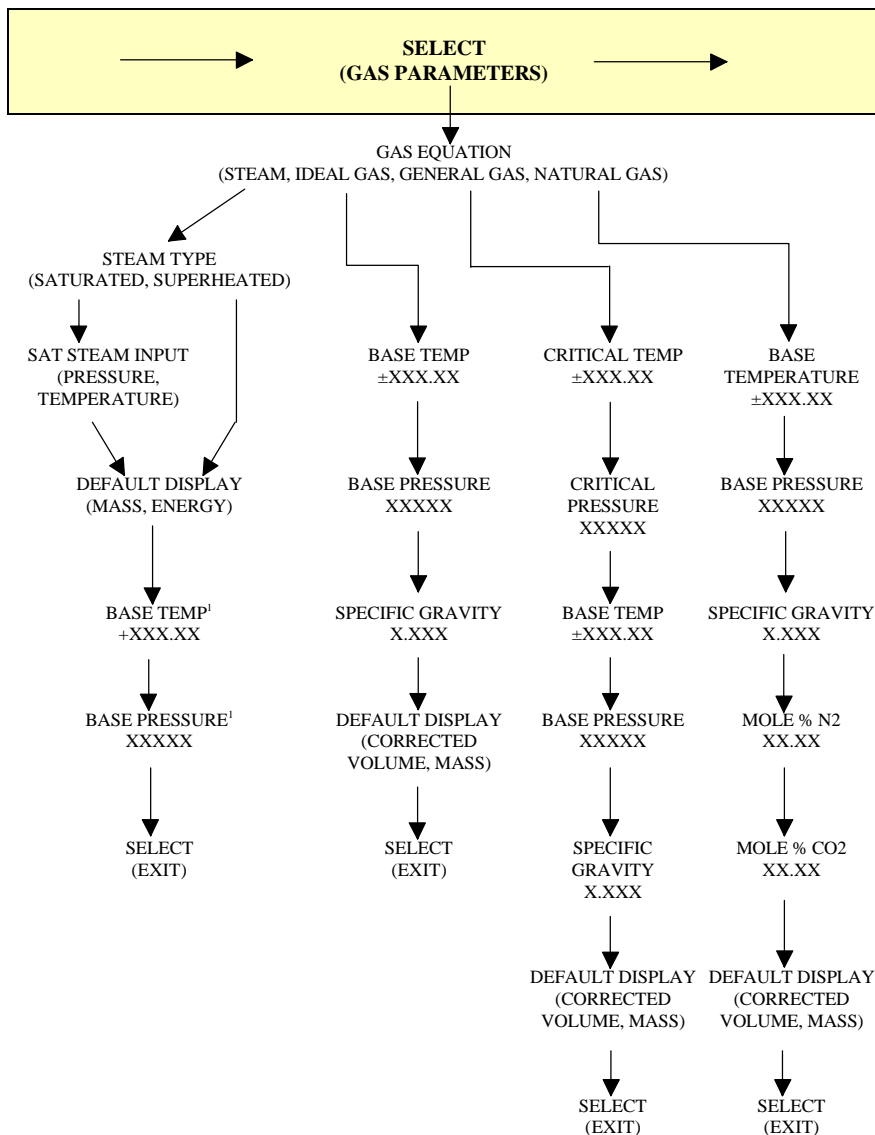 SELECT
(GAS PARAMETERS)
GAS EQUATION
(STEAM, IDEAL GAS, GENERAL GAS, NATURAL GAS)
STEAM TYPE
(SATURATED, SUPERHEATED)
SAT STEAM INPUT
(PRESSURE,
TEMPERATURE)
DEFAULT DISPLAY
(MASS, ENERGY)
BASE TEMP¹
+XXX.XX
BASE PRESSURE¹
XXXXX
SELECT
(EXIT)
BASE TEMP
±XXX.XX
BASE PRESSURE
XXXXX
SPECIFIC GRAVITY
X.XXX
DEFAULT DISPLAY
(CORRECTED
VOLUME, MASS)
SELECT
(EXIT)
CRITICAL TEMP
±XXX.XX
CRITICAL
PRESSURE
XXXXX
BASE TEMP
±XXX.XX
BASE PRESSURE
XXXXX
SPECIFIC
GRAVITY
X.XXX
DEFAULT DISPLAY
(CORRECTED
VOLUME, MASS)
SELECT
(EXIT)
BASE
TEMPERATURE
±XXX.XX
BASE PRESSURE
XXXXX
SPECIFIC GRAVITY
X.XXX
MOLE % N2
XX.XX
MOLE % CO2
XX.XX
DEFAULT DISPLAY
(CORRECTED
VOLUME, MASS)
SELECT
(EXIT)